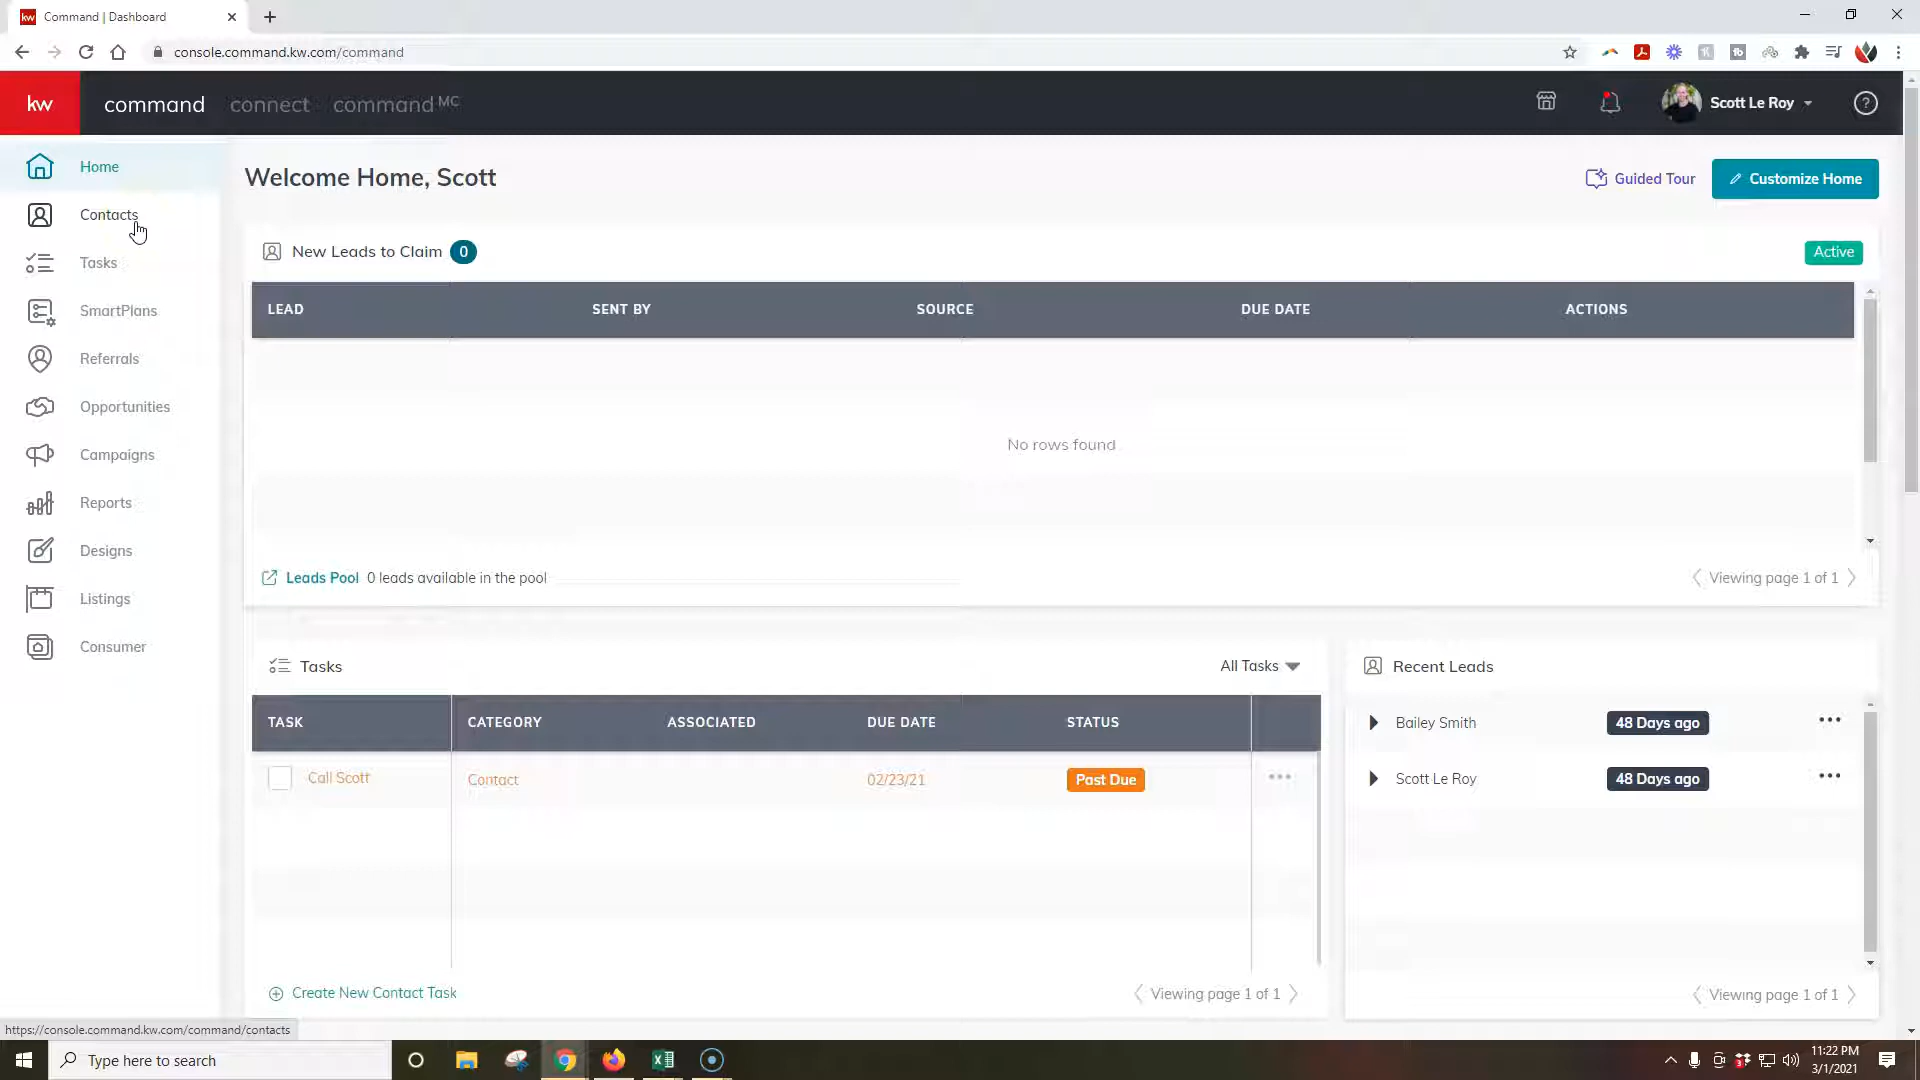 Command | Dashboard
console.command.kw.com/command
kw
command connect command MC
Scott Le Roy
Home
Contacts
Tasks
SmartPlans
Referrals
Opportunities
Campaigns
Reports
Designs
Listings
Consumer
Welcome Home, Scott
Guided Tour
Customize Home
New Leads to Claim 0
Active
LEAD SENT BY SOURCE DUE DATE ACTIONS
No rows found
Leads Pool 0 leads available in the pool
Viewing page 1 of 1
Tasks
All Tasks
TASK CATEGORY ASSOCIATED DUE DATE STATUS
Call Scott Contact 02/23/21 Past Due
Create New Contact Task
Viewing page 1 of 1
Recent Leads
Bailey Smith 48 Days ago
Scott Le Roy 48 Days ago
Viewing page 1 of 1
https://console.command.kw.com/command/contacts
Type here to search
11:22 PM
3/1/2021